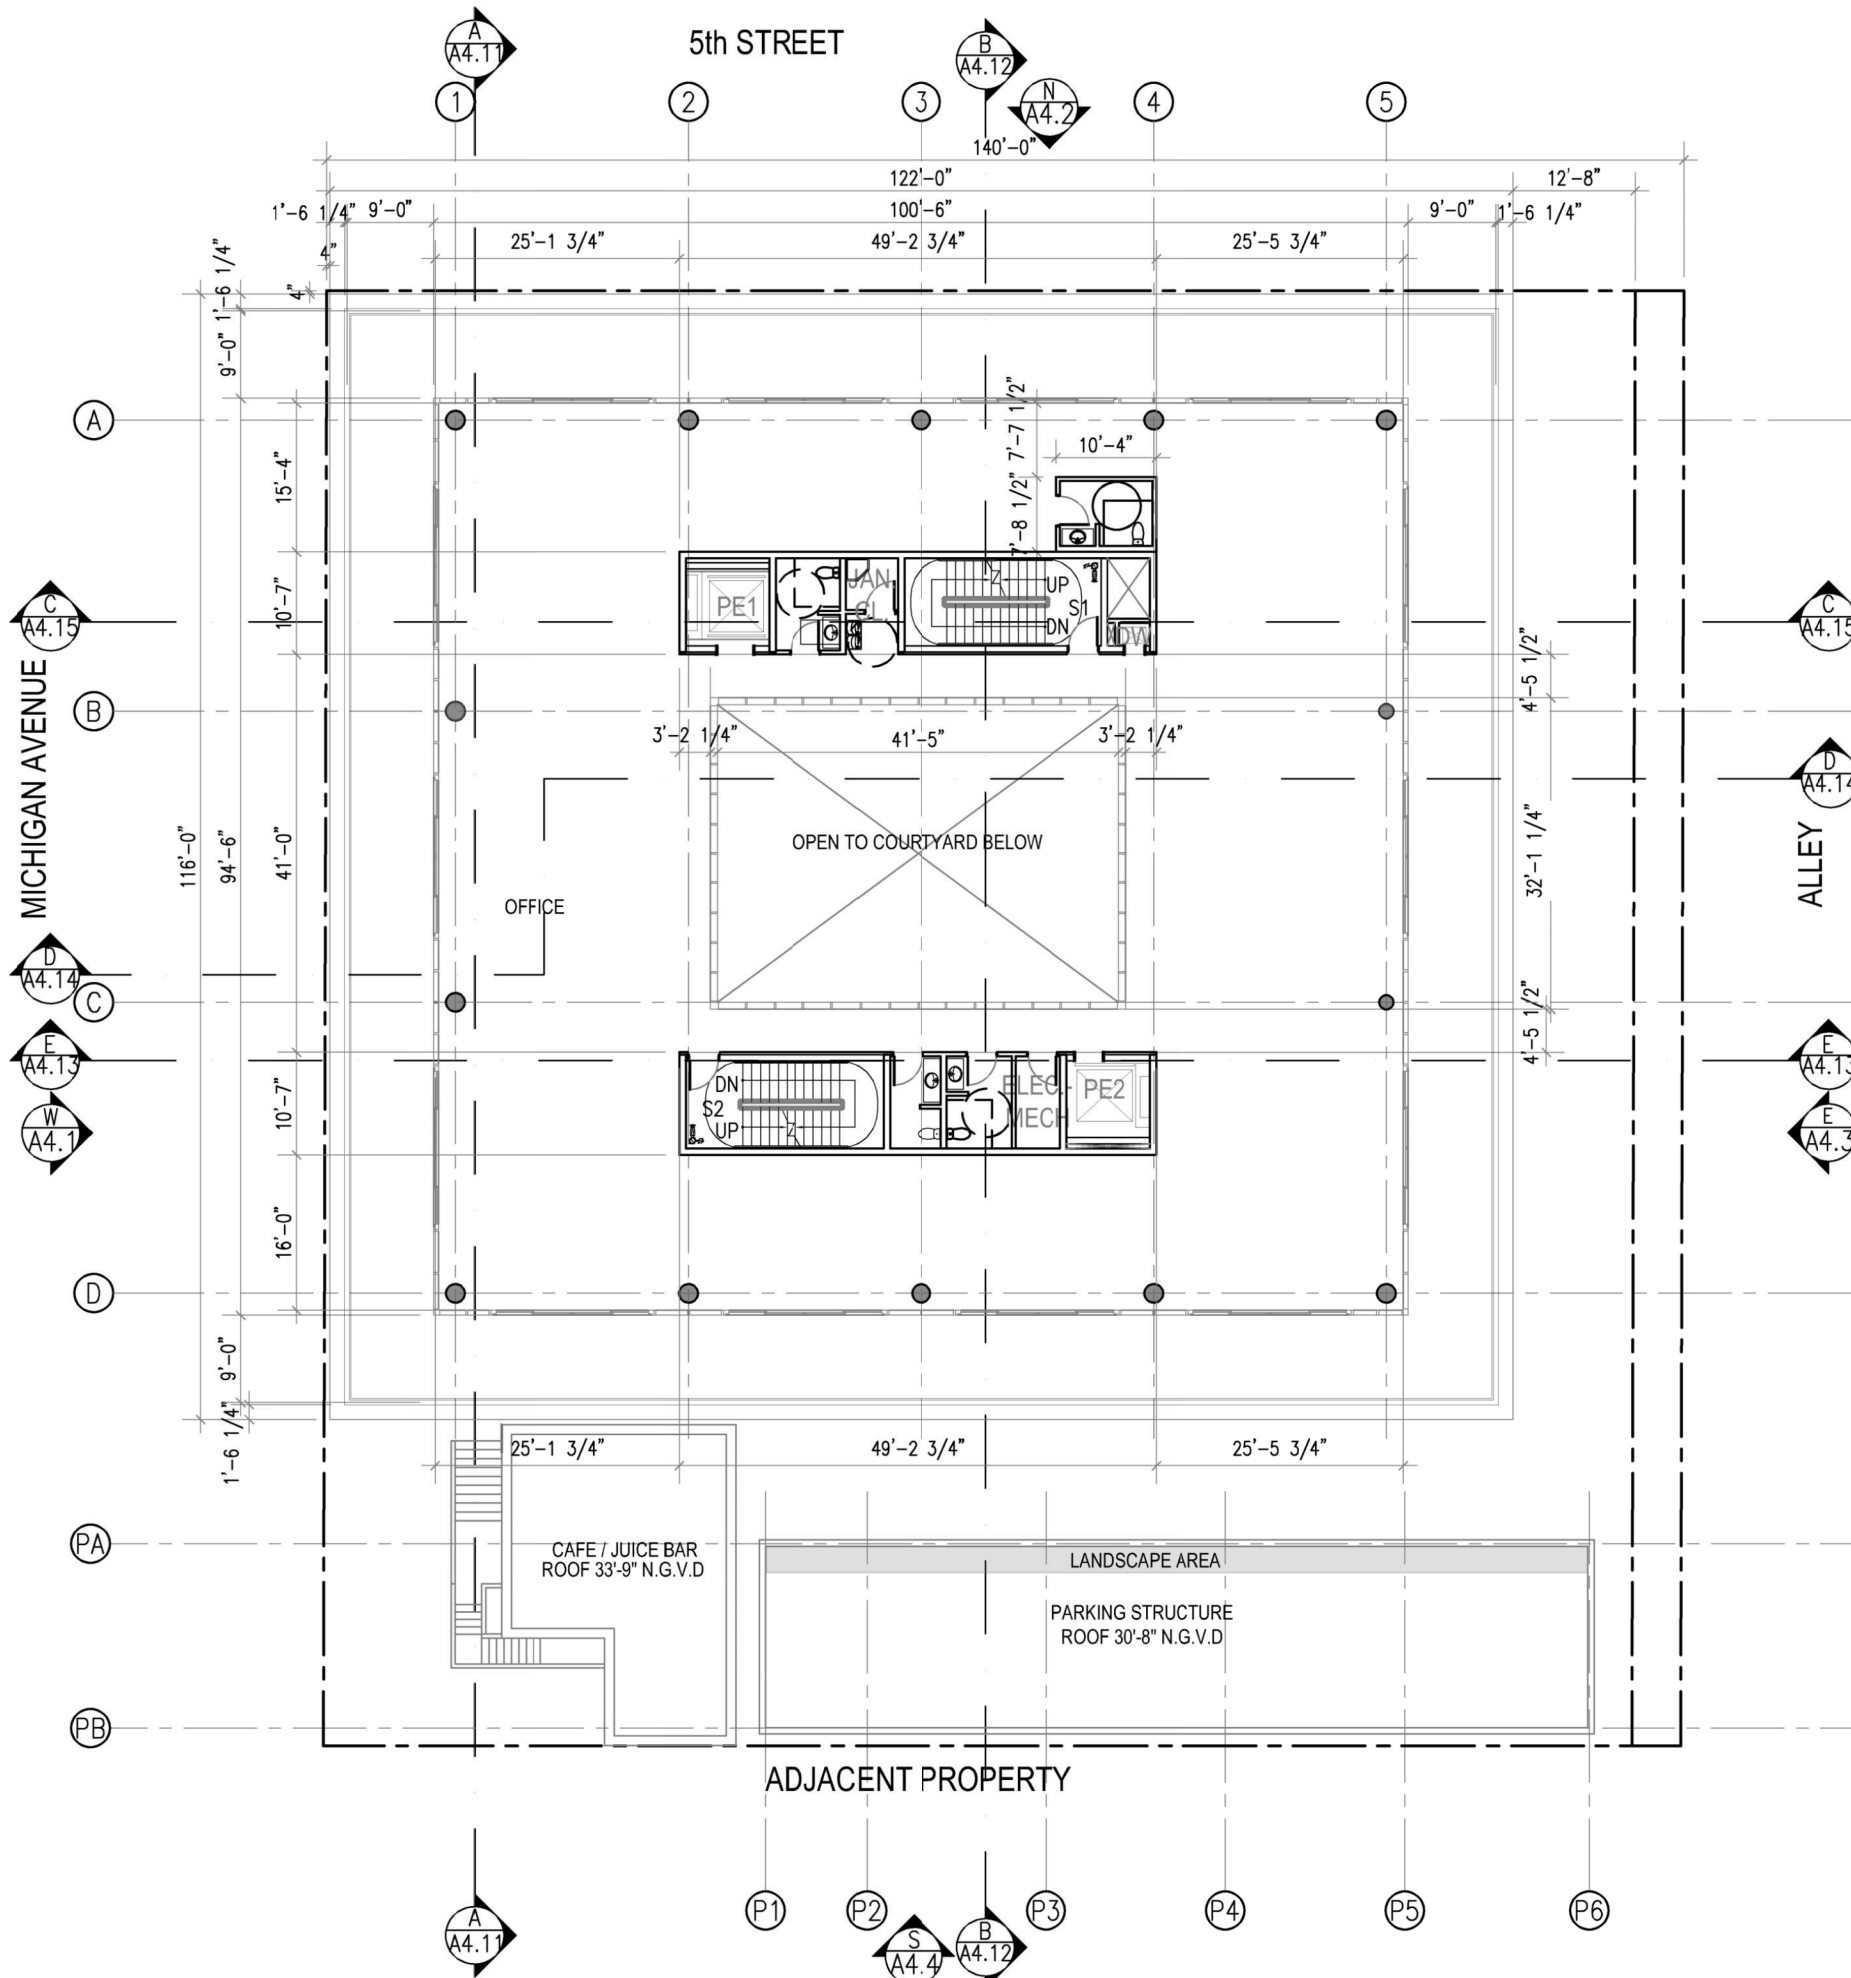 A
A4.11
5th STREET
B
A4.12
N
A4.2
1
2
3
4
5
140'-0"
122'-0"
12'-8"
1'-6 1/4"
9'-0"
100'-6"
9'-0"
1'-6 1/4"
4"
25'-1 3/4"
49'-2 3/4"
25'-5 3/4"
1'-6 1/4"
4"
9'-0"
A
15'-4"
7'-7 1/2"
10'-4"
7'-8 1/2"
10'-7"
PE1
JAN
CL.
UP
S1
DN
C
A4.15
C
A4.15
4'-5 1/2"
MICHIGAN AVENUE
B
3'-2 1/4"
41'-5"
3'-2 1/4"
D
A4.14
116'-0"
94'-6"
41'-0"
OPEN TO COURTYARD BELOW
32'-1 1/4"
ALLEY
OFFICE
D
A4.14
C
4'-5 1/2"
E
A4.13
E
A4.13
W
A4.1
10'-7"
DN
S2
UP
ELEC.
MECH
PE2
E
A4.3
16'-0"
D
9'-0"
1'-6 1/4"
25'-1 3/4"
49'-2 3/4"
25'-5 3/4"
PA
CAFE / JUICE BAR
ROOF 33'-9" N.G.V.D
LANDSCAPE AREA
PARKING STRUCTURE
ROOF 30'-8" N.G.V.D
PB
ADJACENT PROPERTY
P1
P2
P3
P4
P5
P6
A
A4.11
S
A4.4
B
A4.12